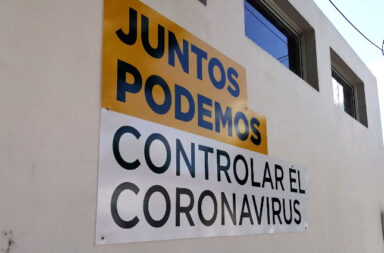 JUNTOS
PODEMOS
CONTROLAR EL
CORONAVIRUS